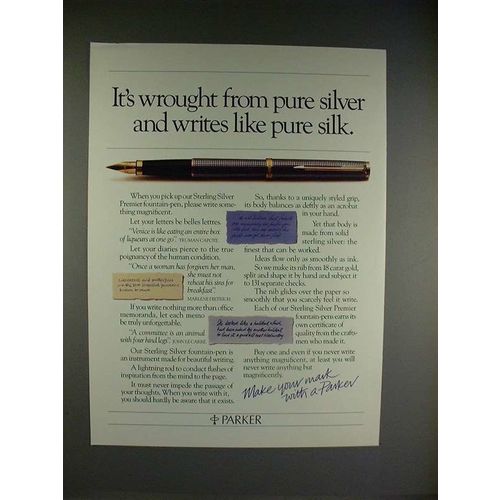 It's wrought from pure silver
and writes like pure silk.
When you pick up our Sterling Silver
Premier fountain-pen, please write some-
thing magnificent.
Let your letters be belles lettres.
"Venice is like eating an entire box
of liqueurs at one go". TRUMAN CAPOTE.
Let your diaries pierce to the true
poignancy of the human condition.
"Once a woman has forgiven her man,
she must not
reheat his sins for
breakfast".
MARLENE DIETRICH.
If you write nothing more than office
memoranda, let each memo
be truly unforgettable.
"A committee is an animal
with four hind legs". JOHN LE CARRE.
Our Sterling Silver fountain-pen is
an instrument made for beautiful writing.
A lightning rod to conduct flashes of
inspiration from the mind to the page.
It must never impede the passage of
your thoughts. When you write with it,
you should hardly be aware that it exists.
So, thanks to a uniquely styled grip,
its body balances as deftly as an acrobat
in your hand.
Yet that body is
made from solid
sterling silver: the
finest that can be worked.
Ideas flow only as smoothly as ink.
So we make its nib from 18 carat gold,
split and shape it by hand and subject it
to 131 separate checks.
The nib glides over the paper so
smoothly that you scarcely feel it write.
Each of our Sterling Silver Premier
fountain-pens earns its
own certificate of
quality from the crafts-
men who made it.
Buy one and even if you never write
anything magnificent, at least you will
never write anything but
magnificently.
Make your mark
with a Parker
PARKER